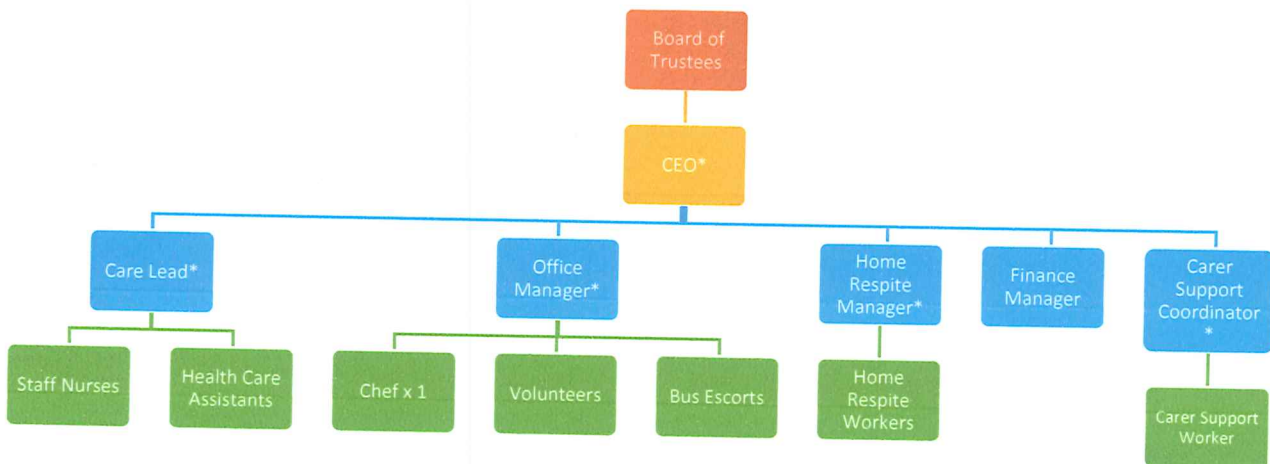 Board of
Trustees
CEO*
Care Lead*
Office
Manager*
Home
Respite
Manager*
Finance
Manager
Carer
Support
Coordinator
*
Staff Nurses
Health Care
Assistants
Chef x 1
Volunteers
Bus Escorts
Home
Respite
Workers
Carer Support
Worker